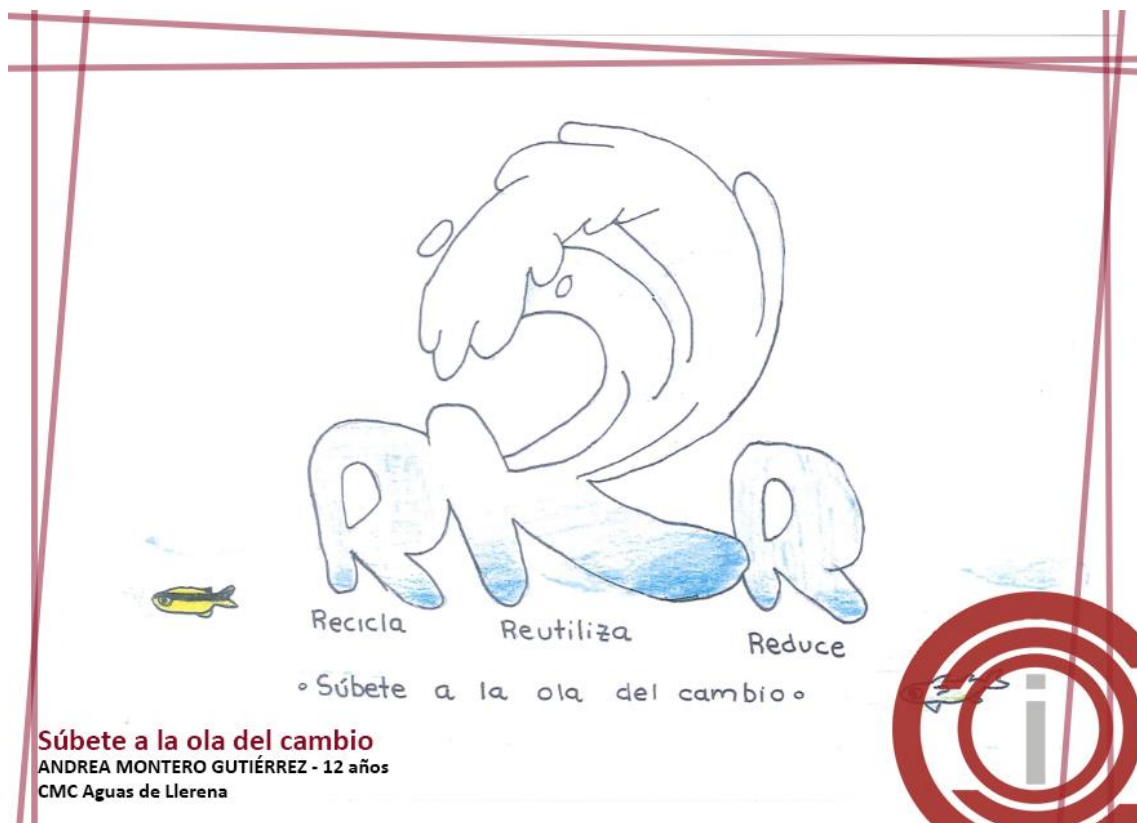 R R R
Recicla Reutiliza Reduce
∘ Súbete a la ola del cambio ∘
Súbete a la ola del cambio
ANDREA MONTERO GUTIÉRREZ - 12 años
CMC Aguas de Llerena
i